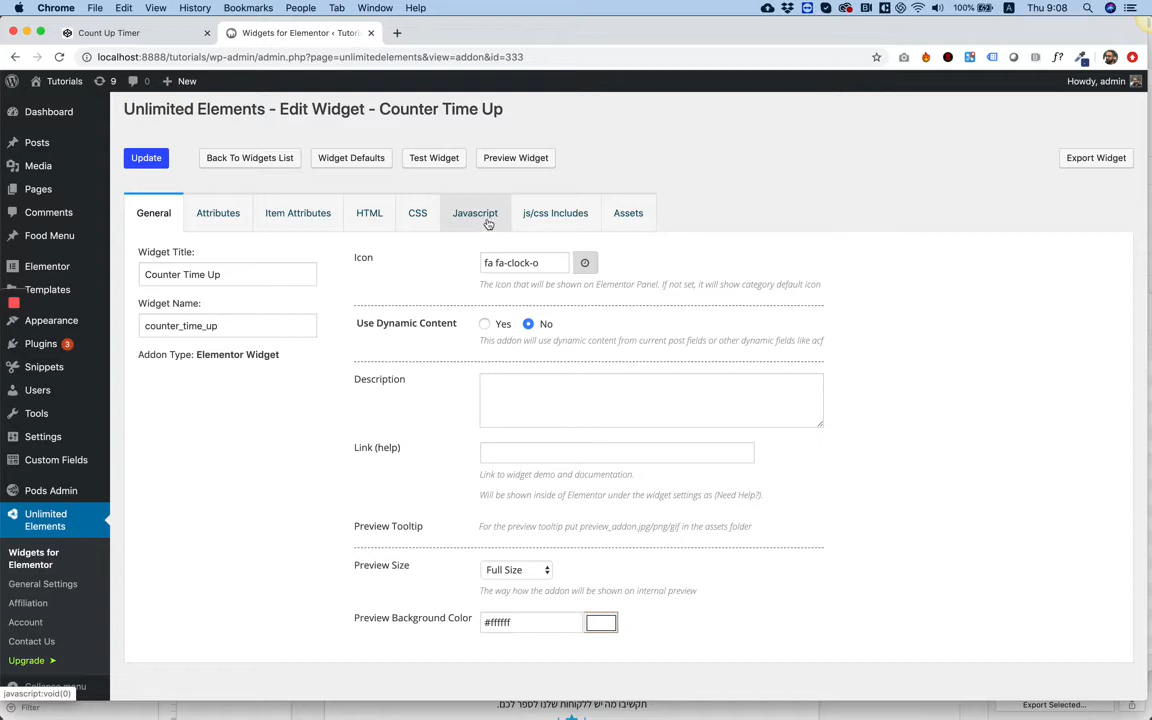 Chrome File Edit View History Bookmarks People Tab Window Help 100% A Thu 9:08
Count Up Timer
Widgets for Elementor ‹ Tutori
localhost:8888/tutorials/wp-admin/admin.php?page=unlimitedelements&view=addon&id=333
f?
Tutorials 9 0 + New Howdy, admin
Dashboard
Posts
Media
Pages
Comments
Food Menu
Elementor
Templates
Appearance
Plugins 3
Snippets
Users
Tools
Settings
Custom Fields
Pods Admin
Unlimited
Elements
Widgets for
Elementor
General Settings
Affiliation
Account
Contact Us
Upgrade ➤
Collapse menu
javascript:void(0)
Filter
Unlimited Elements - Edit Widget - Counter Time Up
Update Back To Widgets List Widget Defaults Test Widget Preview Widget Export Widget
General Attributes Item Attributes HTML CSS Javascript js/css Includes Assets
Widget Title:
Counter Time Up
Widget Name:
counter_time_up
Addon Type: Elementor Widget
Icon fa fa-clock-o
The Icon that will be shown on Elementor Panel. If not set, it will show category default icon
Use Dynamic Content Yes No
This addon will use dynamic content from current post fields or other dynamic fields like acf
Description
Link (help)
Link to widget demo and documentation.
Will be shown inside of Elementor under the widget settings as (Need Help?).
Preview Tooltip For the preview tooltip put preview_addon.jpg/png/gif in the assets folder
Preview Size Full Size
The way how the addon will be shown on internal preview
Preview Background Color #ffffff
תקשיבו מה יש ללקוחות שלנו לספר לכם.
Export Selected...